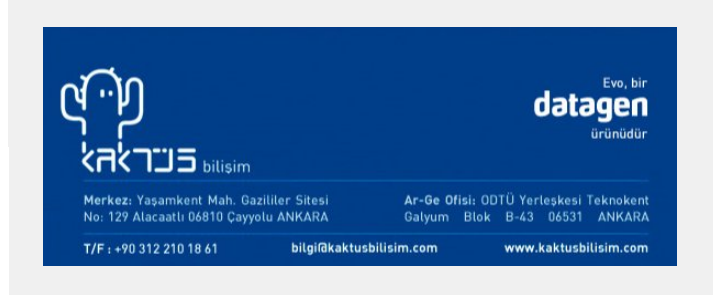 Evo, bir
datagen
ürünüdür
kaktüs bilişim
Merkez: Yaşamkent Mah. Gazililer Sitesi
No: 129 Alacaatlı 06810 Çayyolu ANKARA
Ar-Ge Ofisi: ODTÜ Yerleşkesi Teknokent
Galyum Blok B-43 06531 ANKARA
T/F : +90 312 210 18 61
bilgi@kaktusbilisim.com
www.kaktusbilisim.com